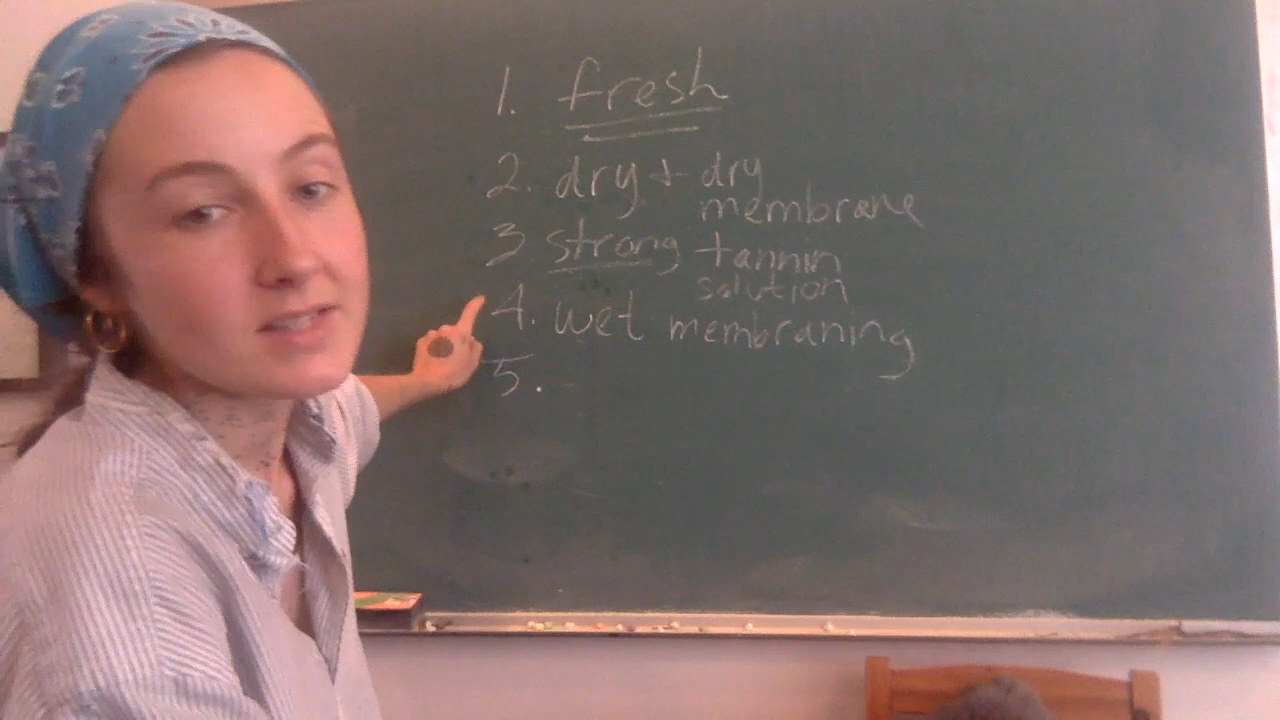 1. fresh
2. dry + dry
membrane
3 strong tannin
solution
4. wet membraning
5.